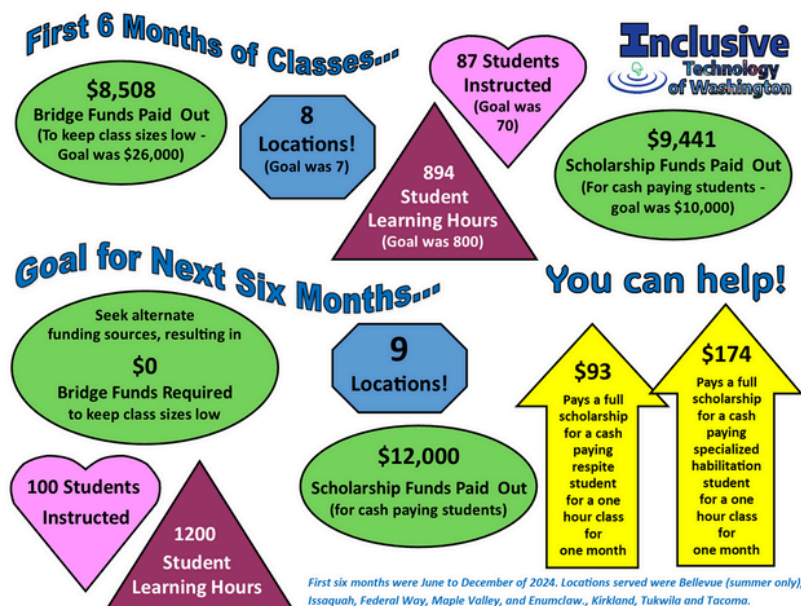 First 6 Months of Classes...
Inclusive
Technology
of Washington
$8,508
Bridge Funds Paid Out
(To keep class sizes low -
Goal was $26,000)
8
Locations!
(Goal was 7)
87 Students
Instructed
(Goal was
70)
894
Student
Learning Hours
(Goal was 800)
$9,441
Scholarship Funds Paid Out
(For cash paying students -
goal was $10,000)
Goal for Next Six Months...
Seek alternate
funding sources, resulting in
$0
Bridge Funds Required
to keep class sizes low
9
Locations!
$12,000
Scholarship Funds Paid Out
(for cash paying students)
100 Students
Instructed
1200
Student
Learning Hours
You can help!
$93
Pays a full
scholarship
for a cash
paying
respite
student
for a one
hour class
for
one month
$174
Pays a full
scholarship
for a cash
paying
specialized
habilitation
student
for a one
hour class
for
one month
First six months were June to December of 2024. Locations served were Bellevue (summer only),
Issaquah, Federal Way, Maple Valley, and Enumclaw., Kirkland, Tukwila and Tacoma.